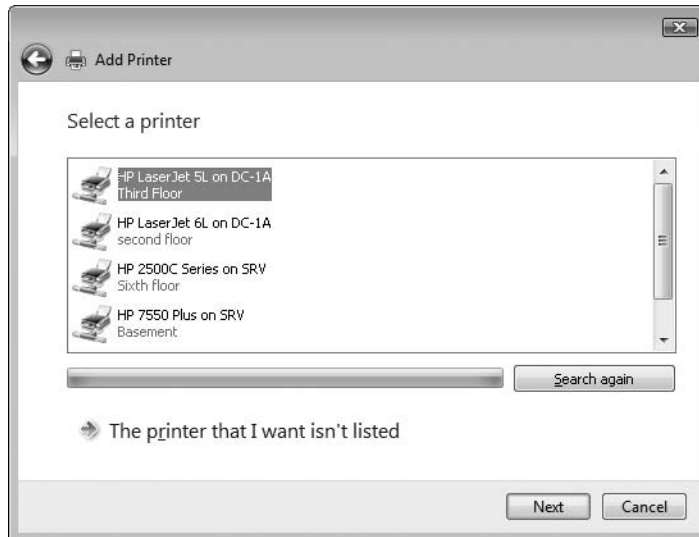 Add Printer
Select a printer
HP LaserJet 5L on DC-1A
Third Floor
HP LaserJet 6L on DC-1A
second floor
HP 2500C Series on SRV
Sixth floor
HP 7550 Plus on SRV
Basement
Search again
The printer that I want isn't listed
Next Cancel